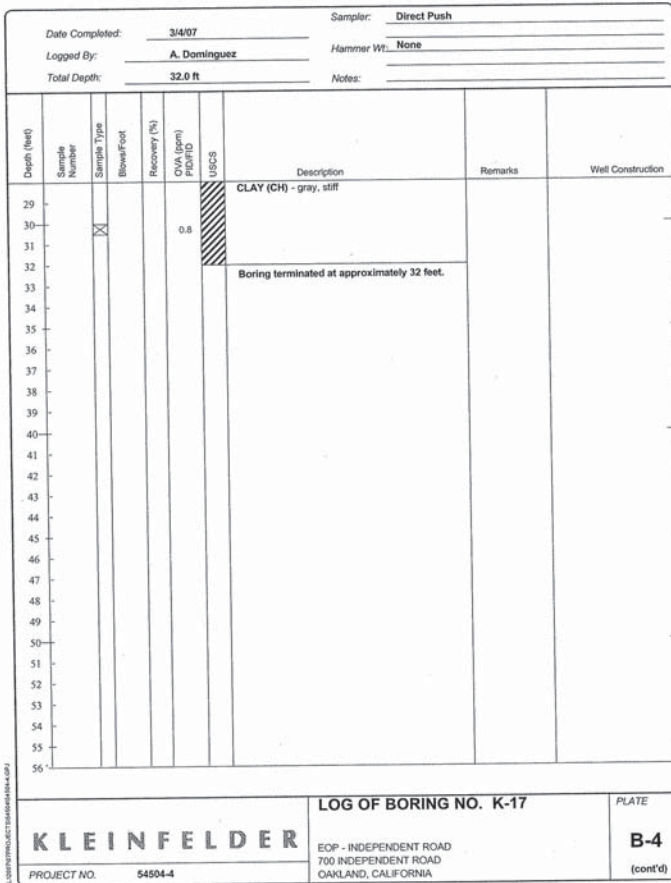 Sampler: Direct Push
Date Completed: 3/4/07
Logged By: A. Dominguez
Hammer Wt: None
Total Depth: 32.0 ft
Notes:
Depth (feet)
Sample Number
Sample Type
Blows/Foot
Recovery (%)
OVA (ppm) PID/FID
USCS
Description
Remarks
Well Construction
CLAY (CH) - gray, stiff
29
30
0.8
31
32
Boring terminated at approximately 32 feet.
33
34
35
36
37
38
39
40
41
42
43
44
45
46
47
48
49
50
51
52
53
54
55
56
KLEINFELDER
PROJECT NO. 54504-4
LOG OF BORING NO. K-17
EOP - INDEPENDENT ROAD
700 INDEPENDENT ROAD
OAKLAND, CALIFORNIA
PLATE
B-4
(cont'd)